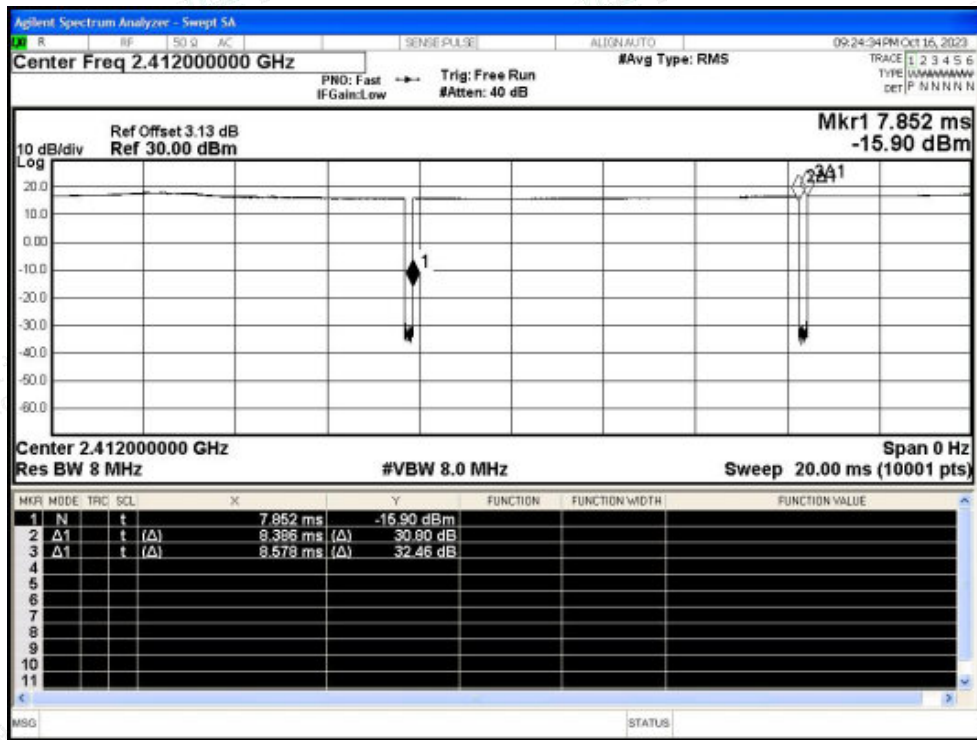 Agilent Spectrum Analyzer - Swept SA
R RF 50 Ω AC SENSE:PULSE ALIGN AUTO 09:24:34 PM Oct 16, 2023
Center Freq 2.412000000 GHz #Avg Type: RMS TRACE 1 2 3 4 5 6
PNO: Fast Trig: Free Run TYPE
IFGain:Low #Atten: 40 dB DET P N N N N N
Mkr1 7.852 ms
Ref Offset 3.13 dB
10 dB/div Ref 30.00 dBm -15.90 dBm
Log
20.0
10.0
0.00
-10.0
-20.0
-30.0
-40.0
-50.0
-60.0
1
3Δ1
2Δ1
Center 2.412000000 GHz Span 0 Hz
Res BW 8 MHz #VBW 8.0 MHz Sweep 20.00 ms (10001 pts)
MKR MODE TRC SCL X Y FUNCTION FUNCTION WIDTH FUNCTION VALUE
1 N t 7.852 ms -15.90 dBm
2 Δ1 t (Δ) 8.386 ms (Δ) 30.80 dB
3 Δ1 t (Δ) 8.578 ms (Δ) 32.46 dB
4
5
6
7
8
9
10
11
MSG STATUS